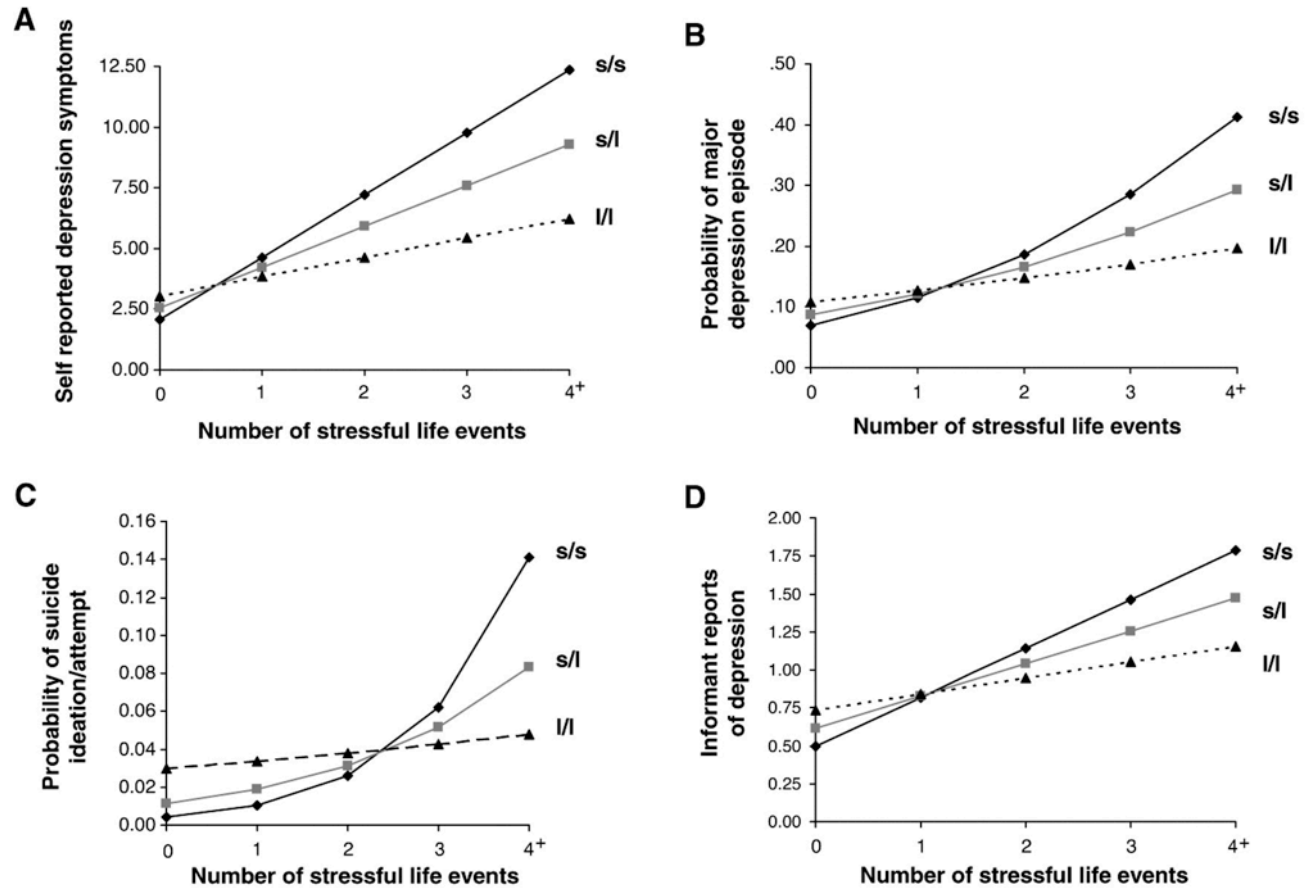 A
Self reported depression symptoms
12.50
10.00
7.50
5.00
2.50
0.00
s/s
s/l
l/l
0 1 2 3 4+
Number of stressful life events
B
Probability of major
depression episode
.50
.40
.30
.20
.10
.00
s/s
s/l
l/l
0 1 2 3 4+
Number of stressful life events
C
Probability of suicide
ideation/attempt
0.16
0.14
0.12
0.10
0.08
0.06
0.04
0.02
0.00
s/s
s/l
l/l
0 1 2 3 4+
Number of stressful life events
D
Informant reports
of depression
2.00
1.75
1.50
1.25
1.00
0.75
0.50
0.25
0.00
s/s
s/l
l/l
0 1 2 3 4+
Number of stressful life events